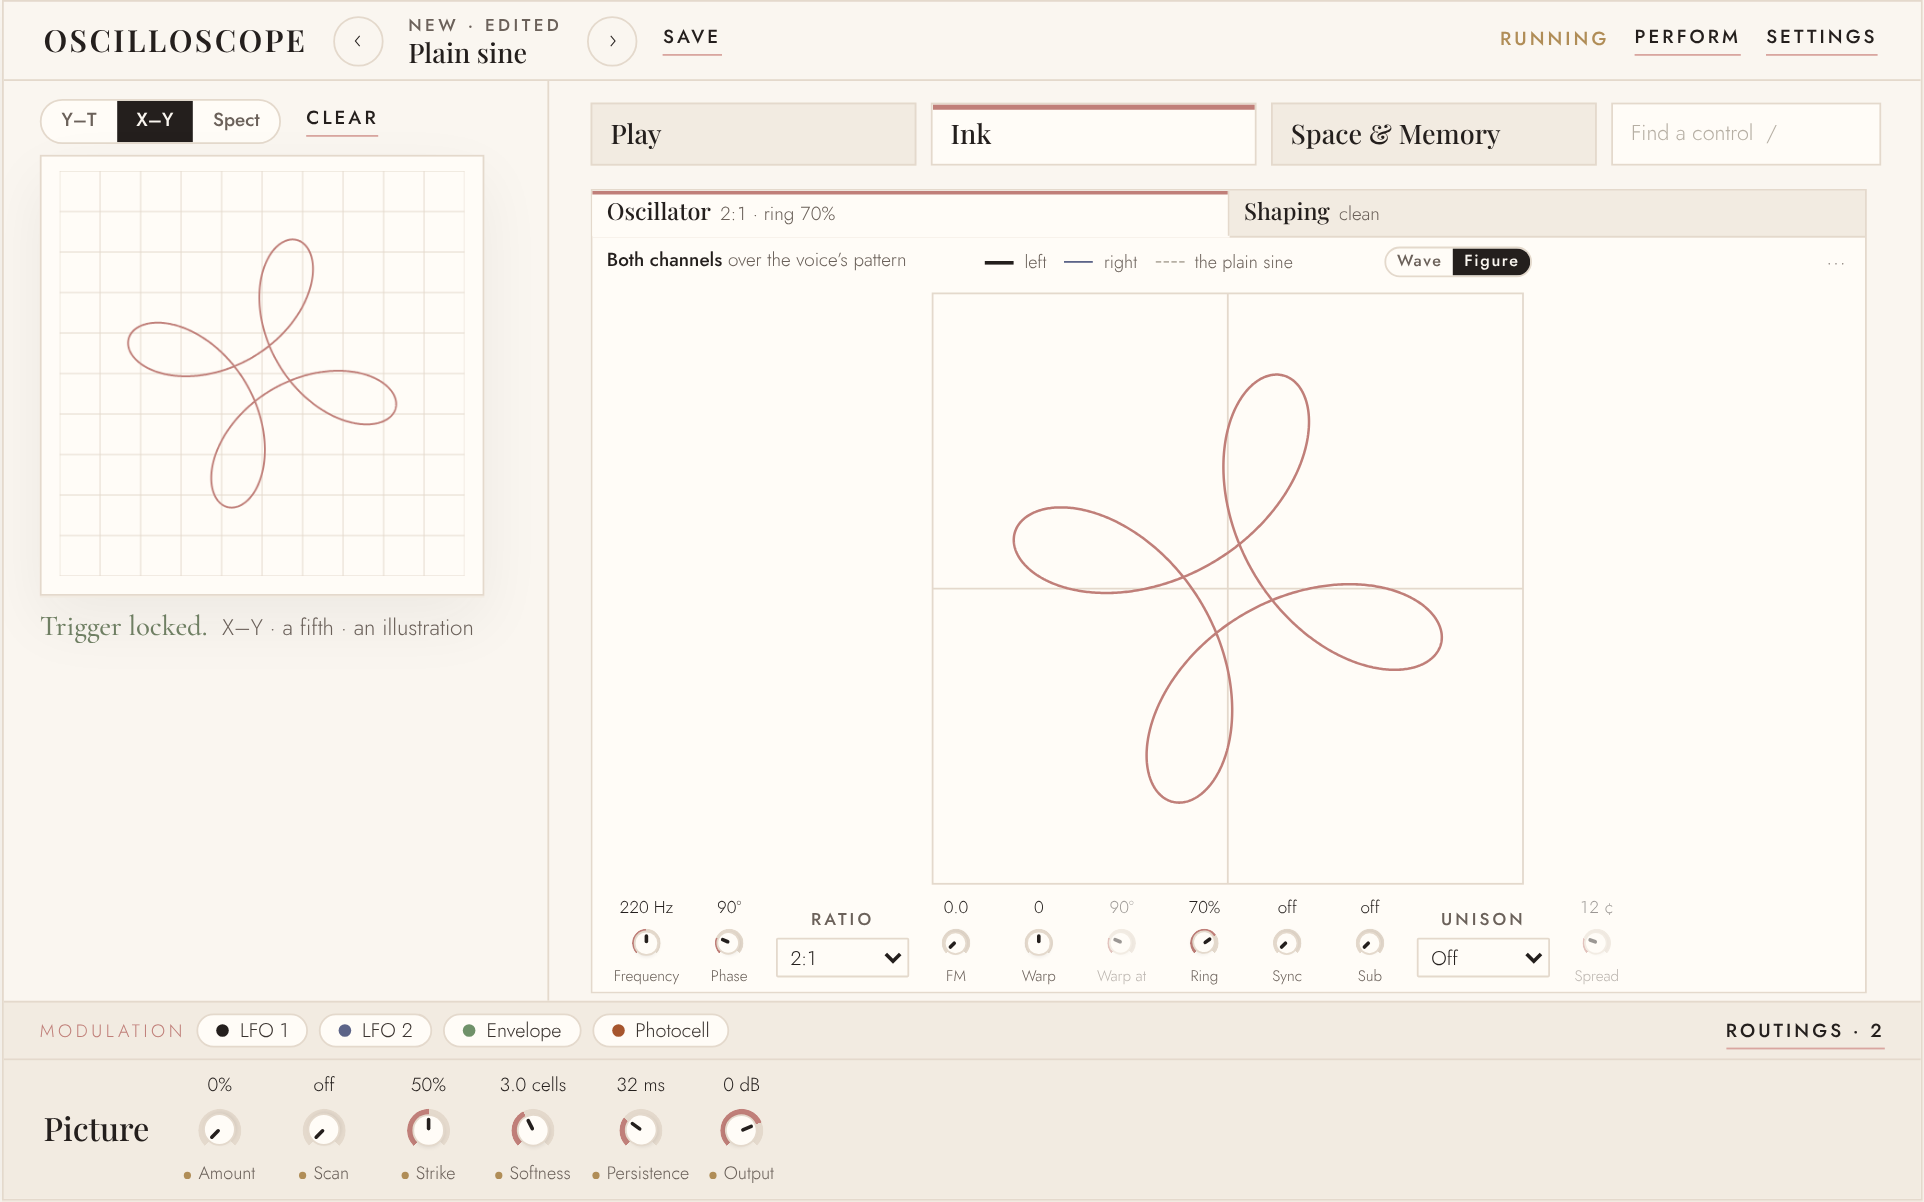 OSCILLOSCOPE
‹
NEW · EDITED
Plain sine
›
SAVE
RUNNING
PERFORM
SETTINGS
Y–T
X–Y
Spect
CLEAR
Play
Ink
Space & Memory
Find a control /
Oscillator 2:1 · ring 70%
Shaping clean
Both channels over the voice’s pattern
left
right
the plain sine
Wave
Figure
...
Trigger locked. X–Y · a fifth · an illustration
220 Hz
Frequency
90°
Phase
RATIO
2:1
0.0
FM
0
Warp
90°
Warp at
70%
Ring
off
Sync
off
Sub
UNISON
Off
12 ¢
Spread
MODULATION
LFO 1
LFO 2
Envelope
Photocell
ROUTINGS · 2
Picture
0%
Amount
off
Scan
50%
Strike
3.0 cells
Softness
32 ms
Persistence
0 dB
Output